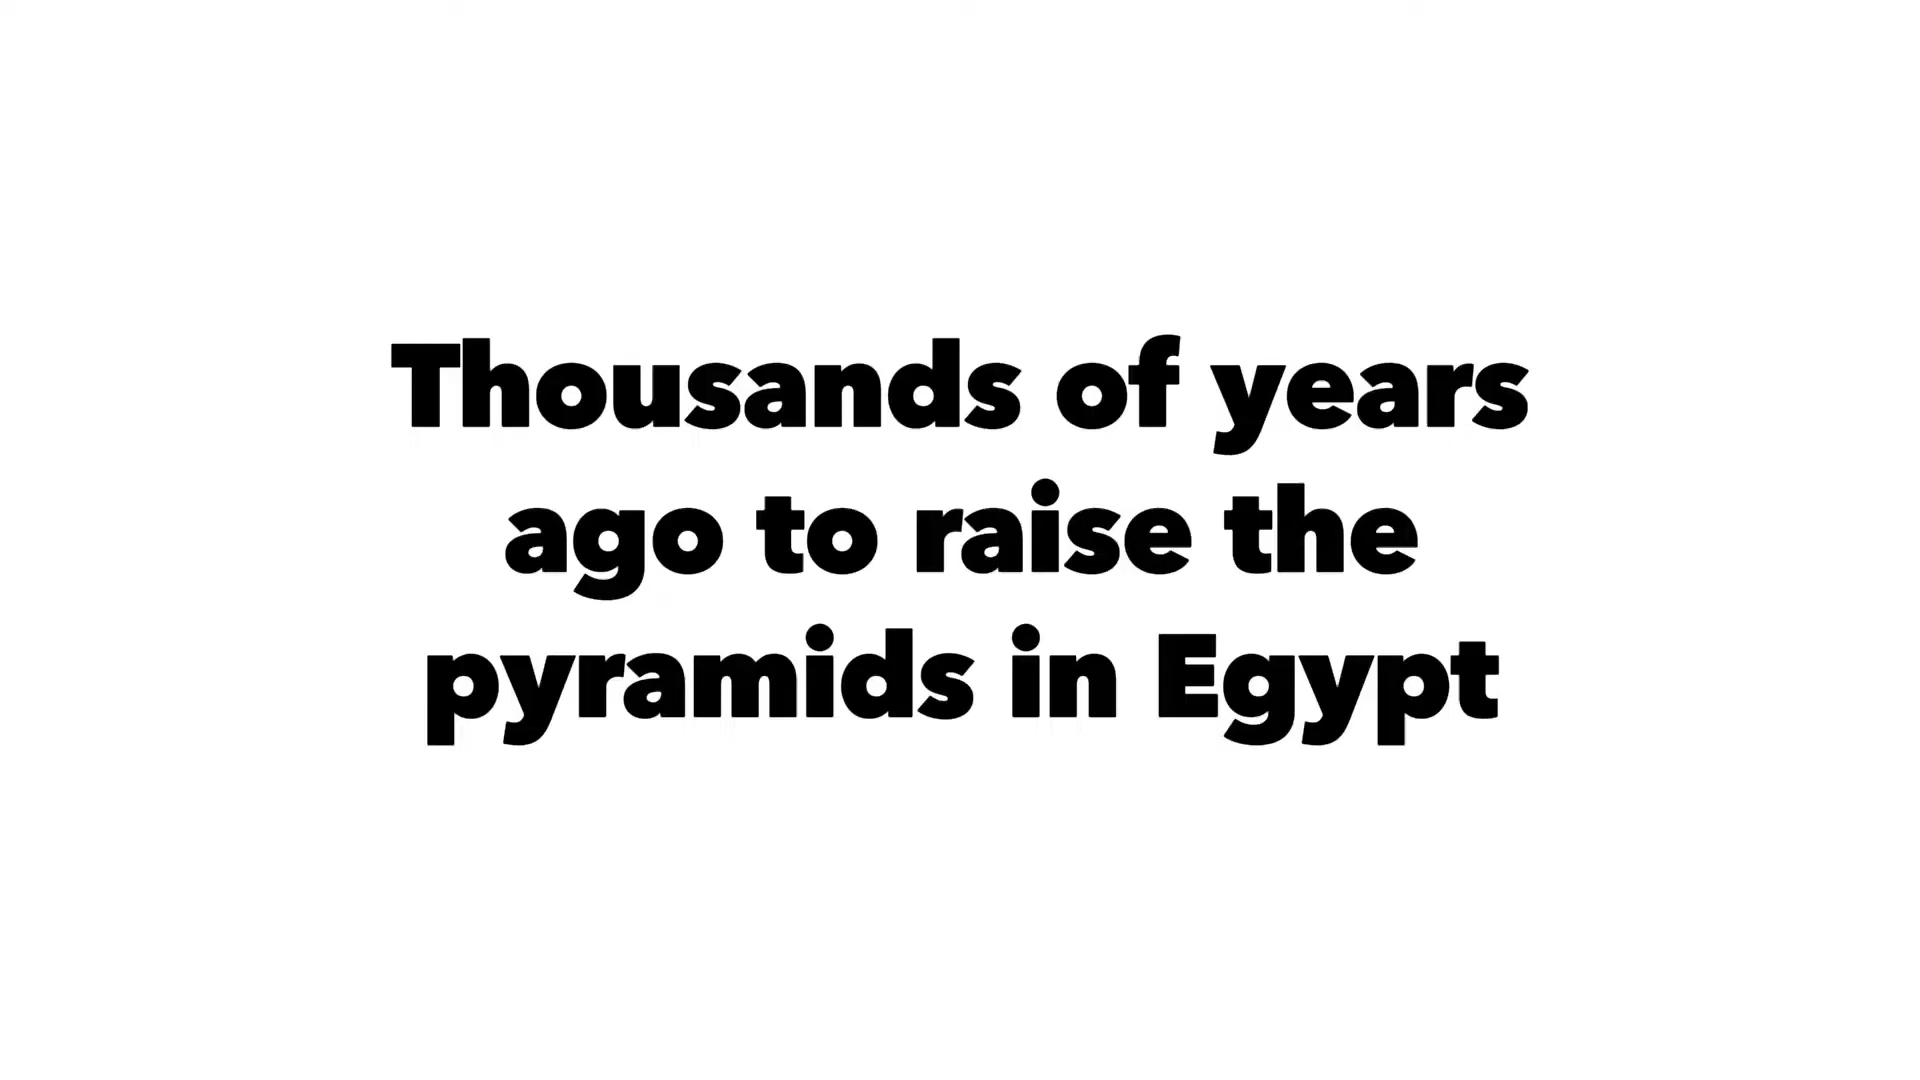 Thousands of years
ago to raise the
pyramids in Egypt